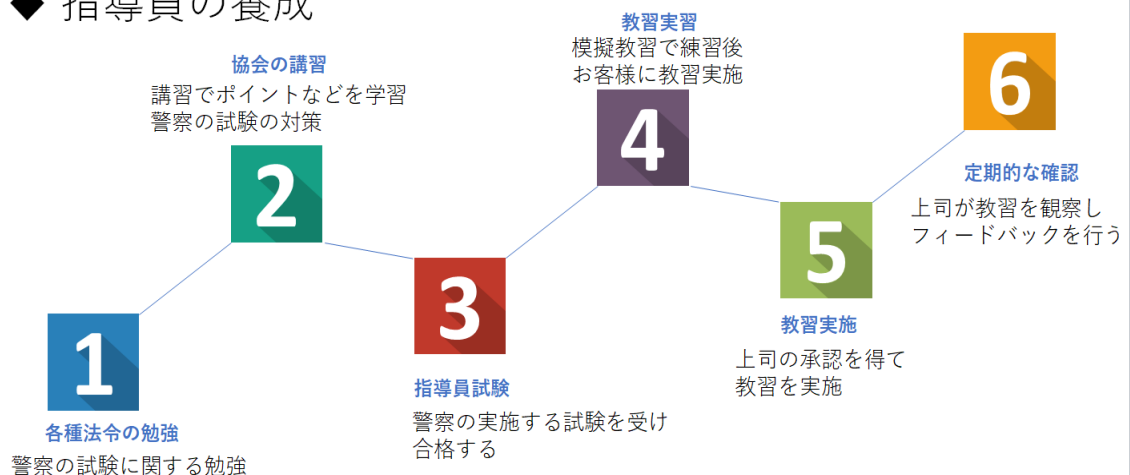 ◆ 指導員の養成
1
各種法令の勉強
警察の試験に関する勉強
協会の講習
講習でポイントなどを学習
警察の試験の対策
2
3
指導員試験
警察の実施する試験を受け
合格する
教習実習
模擬教習で練習後
お客様に教習実施
4
5
教習実施
上司の承認を得て
教習を実施
6
定期的な確認
上司が教習を観察し
フィードバックを行う